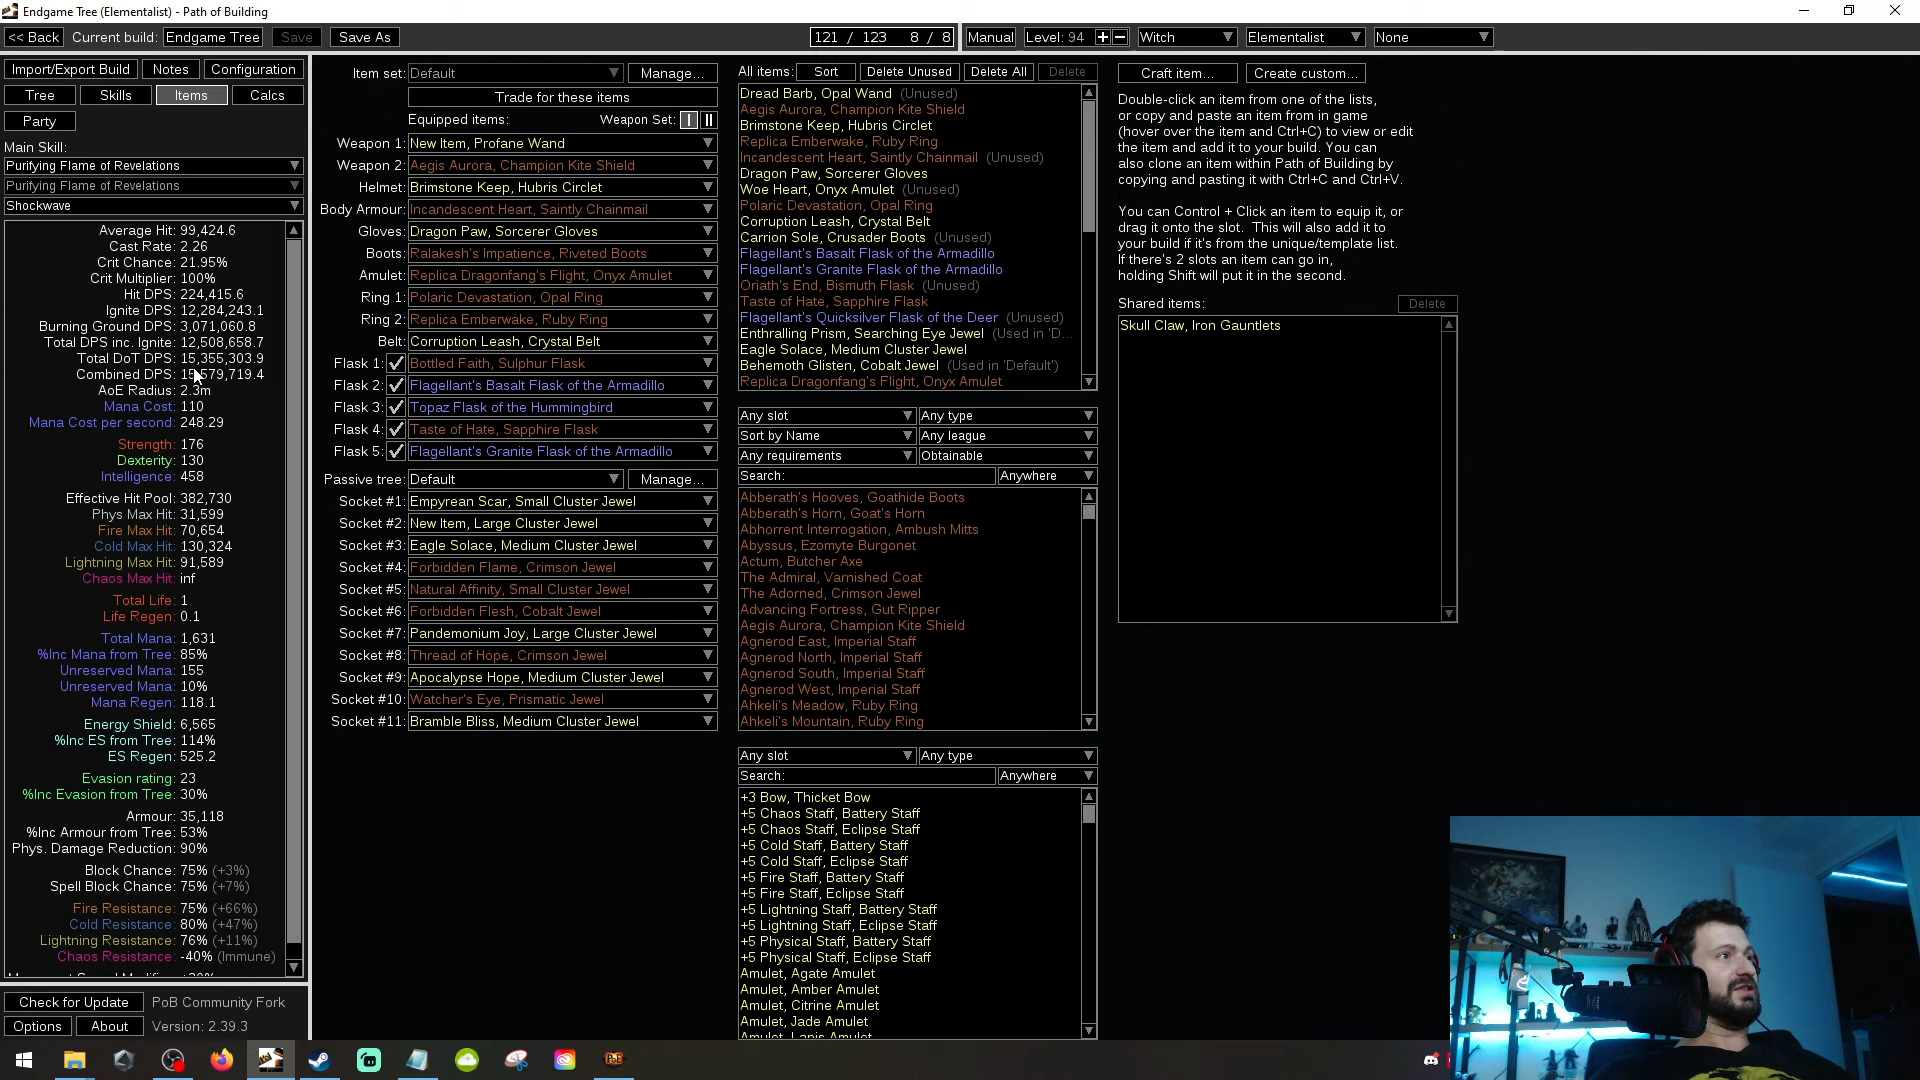 Endgame Tree (Elementalist) - Path of Building
<< Back Current build: Endgame Tree Save Save As 121 / 123 8 / 8 Manual Level: 94 Witch Elementalist None
Import/Export Build Notes Configuration
Tree Skills Items Calcs
Party
Main Skill:
Purifying Flame of Revelations
Purifying Flame of Revelations
Shockwave
Average Hit: 99,424.6
Cast Rate: 2.26
Crit Chance: 21.95%
Crit Multiplier: 100%
Hit DPS: 224,415.6
Ignite DPS: 12,284,243.1
Burning Ground DPS: 3,071,060.8
Total DPS inc. Ignite: 12,508,658.7
Total DoT DPS: 15,355,303.9
Combined DPS: 15,579,719.4
AoE Radius: 2.3m
Mana Cost: 110
Mana Cost per second: 248.29
Strength: 176
Dexterity: 130
Intelligence: 458
Effective Hit Pool: 382,730
Phys Max Hit: 31,599
Fire Max Hit: 70,654
Cold Max Hit: 130,324
Lightning Max Hit: 91,589
Chaos Max Hit: inf
Total Life: 1
Life Regen: 0.1
Total Mana: 1,631
%Inc Mana from Tree: 85%
Unreserved Mana: 155
Unreserved Mana: 10%
Mana Regen: 118.1
Energy Shield: 6,565
%Inc ES from Tree: 114%
ES Regen: 525.2
Evasion rating: 23
%Inc Evasion from Tree: 30%
Armour: 35,118
%Inc Armour from Tree: 53%
Phys. Damage Reduction: 90%
Block Chance: 75% (+3%)
Spell Block Chance: 75% (+7%)
Fire Resistance: 75% (+66%)
Cold Resistance: 80% (+47%)
Lightning Resistance: 76% (+11%)
Chaos Resistance: -40% (Immune)
Check for Update PoB Community Fork
Options About Version: 2.39.3
Item set: Default Manage...
Trade for these items
Equipped items: Weapon Set: I II
Weapon 1: New Item, Profane Wand
Weapon 2: Aegis Aurora, Champion Kite Shield
Helmet: Brimstone Keep, Hubris Circlet
Body Armour: Incandescent Heart, Saintly Chainmail
Gloves: Dragon Paw, Sorcerer Gloves
Boots: Ralakesh's Impatience, Riveted Boots
Amulet: Replica Dragonfang's Flight, Onyx Amulet
Ring 1: Polaric Devastation, Opal Ring
Ring 2: Replica Emberwake, Ruby Ring
Belt: Corruption Leash, Crystal Belt
Flask 1: Bottled Faith, Sulphur Flask
Flask 2: Flagellant's Basalt Flask of the Armadillo
Flask 3: Topaz Flask of the Hummingbird
Flask 4: Taste of Hate, Sapphire Flask
Flask 5: Flagellant's Granite Flask of the Armadillo
Passive tree: Default Manage...
Socket #1: Empyrean Scar, Small Cluster Jewel
Socket #2: New Item, Large Cluster Jewel
Socket #3: Eagle Solace, Medium Cluster Jewel
Socket #4: Forbidden Flame, Crimson Jewel
Socket #5: Natural Affinity, Small Cluster Jewel
Socket #6: Forbidden Flesh, Cobalt Jewel
Socket #7: Pandemonium Joy, Large Cluster Jewel
Socket #8: Thread of Hope, Crimson Jewel
Socket #9: Apocalypse Hope, Medium Cluster Jewel
Socket #10: Watcher's Eye, Prismatic Jewel
Socket #11: Bramble Bliss, Medium Cluster Jewel
All items: Sort Delete Unused Delete All Delete
Dread Barb, Opal Wand (Unused)
Aegis Aurora, Champion Kite Shield
Brimstone Keep, Hubris Circlet
Replica Emberwake, Ruby Ring
Incandescent Heart, Saintly Chainmail (Unused)
Dragon Paw, Sorcerer Gloves
Woe Heart, Onyx Amulet (Unused)
Polaric Devastation, Opal Ring
Corruption Leash, Crystal Belt
Carrion Sole, Crusader Boots (Unused)
Flagellant's Basalt Flask of the Armadillo
Flagellant's Granite Flask of the Armadillo
Oriath's End, Bismuth Flask (Unused)
Taste of Hate, Sapphire Flask
Flagellant's Quicksilver Flask of the Deer (Unused)
Enthralling Prism, Searching Eye Jewel (Used in 'D...
Eagle Solace, Medium Cluster Jewel
Behemoth Glisten, Cobalt Jewel (Used in 'Default')
Replica Dragonfang's Flight, Onyx Amulet
Any slot Any type
Sort by Name Any league
Any requirements Obtainable
Search: Anywhere
Abberath's Hooves, Goathide Boots
Abberath's Horn, Goat's Horn
Abhorrent Interrogation, Ambush Mitts
Abyssus, Ezomyte Burgonet
Actum, Butcher Axe
The Admiral, Varnished Coat
The Adorned, Crimson Jewel
Advancing Fortress, Gut Ripper
Aegis Aurora, Champion Kite Shield
Agnerod East, Imperial Staff
Agnerod North, Imperial Staff
Agnerod South, Imperial Staff
Agnerod West, Imperial Staff
Ahkeli's Meadow, Ruby Ring
Ahkeli's Mountain, Ruby Ring
Any slot Any type
Search: Anywhere
+3 Bow, Thicket Bow
+5 Chaos Staff, Battery Staff
+5 Chaos Staff, Eclipse Staff
+5 Cold Staff, Battery Staff
+5 Cold Staff, Eclipse Staff
+5 Fire Staff, Battery Staff
+5 Fire Staff, Eclipse Staff
+5 Lightning Staff, Battery Staff
+5 Lightning Staff, Eclipse Staff
+5 Physical Staff, Battery Staff
+5 Physical Staff, Eclipse Staff
Amulet, Agate Amulet
Amulet, Amber Amulet
Amulet, Citrine Amulet
Amulet, Jade Amulet
Amulet, Lapis Amulet
Craft item... Create custom...
Double-click an item from one of the lists,
or copy and paste an item from in game
(hover over the item and Ctrl+C) to view or edit
the item and add it to your build. You can
also clone an item within Path of Building by
copying and pasting it with Ctrl+C and Ctrl+V.
You can Control + Click an item to equip it, or
drag it onto the slot. This will also add it to
your build if it's from the unique/template list.
If there's 2 slots an item can go in,
holding Shift will put it in the second.
Shared items: Delete
Skull Claw, Iron Gauntlets